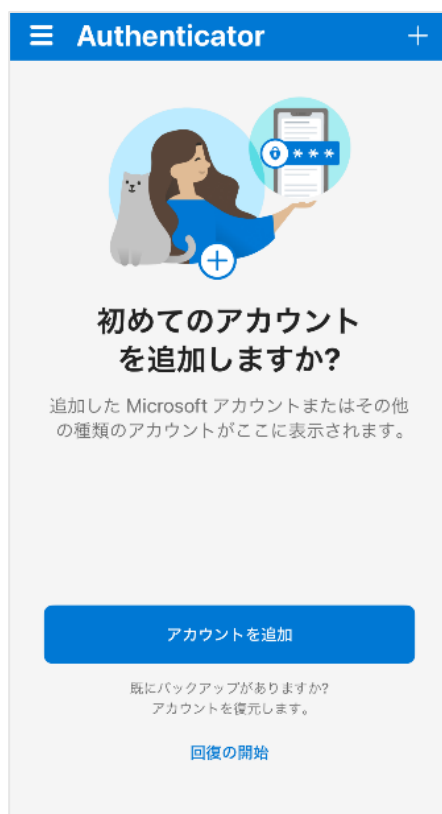 Authenticator
***
初めてのアカウント
を追加しますか?
追加した Microsoft アカウントまたはその他
の種類のアカウントがここに表示されます。
アカウントを追加
既にバックアップがありますか?
アカウントを復元します。
回復の開始